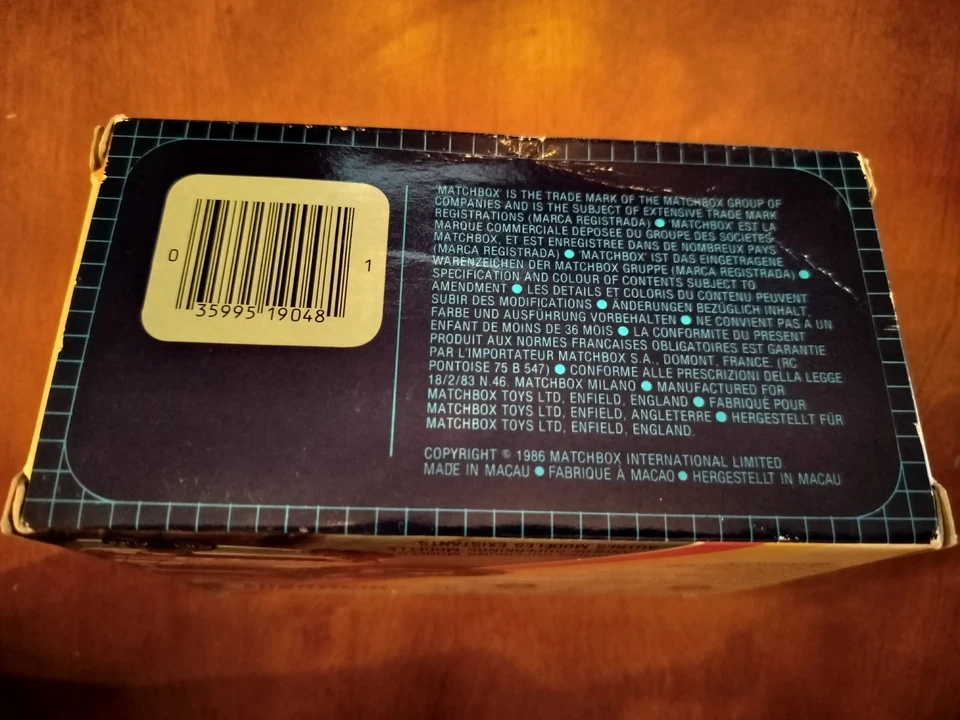 0 35995 19048 1
'MATCHBOX' IS THE TRADE MARK OF THE MATCHBOX GROUP OF
COMPANIES AND IS THE SUBJECT OF EXTENSIVE TRADE MARK
REGISTRATIONS (MARCA REGISTRADA) ● 'MATCHBOX' EST LA
MARQUE COMMERCIALE DEPOSEE DU GROUPE DES SOCIETES
MATCHBOX, ET EST ENREGISTREE DANS DE NOMBREUX PAYS
(MARCA REGISTRADA) ● 'MATCHBOX' IST DAS EINGETRAGENE
WARENZEICHEN DER MATCHBOX GRUPPE (MARCA REGISTRADA) ●
SPECIFICATION AND COLOUR OF CONTENTS SUBJECT TO
AMENDMENT ● LES DETAILS ET COLORIS DU CONTENU PEUVENT
SUBIR DES MODIFICATIONS ● ÄNDERUNGEN BEZÜGLICH INHALT,
FARBE UND AUSFÜHRUNG VORBEHALTEN ● NE CONVIENT PAS A UN
ENFANT DE MOINS DE 36 MOIS ● LA CONFORMITE DU PRESENT
PRODUIT AUX NORMES FRANCAISES OBLIGATOIRES EST GARANTIE
PAR L'IMPORTATEUR MATCHBOX S.A., DOMONT, FRANCE. (RC
PONTOISE 75 B 547) ● CONFORME ALLE PRESCRIZIONI DELLA LEGGE
18/2/83 N.46. MATCHBOX MILANO ● MANUFACTURED FOR
MATCHBOX TOYS LTD, ENFIELD, ENGLAND ● FABRIQUÉ POUR
MATCHBOX TOYS LTD, ENFIELD, ANGLETERRE ● HERGESTELLT FÜR
MATCHBOX TOYS LTD, ENFIELD, ENGLAND.
COPYRIGHT © 1986 MATCHBOX INTERNATIONAL LIMITED.
MADE IN MACAU ● FABRIQUE À MACAO ● HERGESTELLT IN MACAU